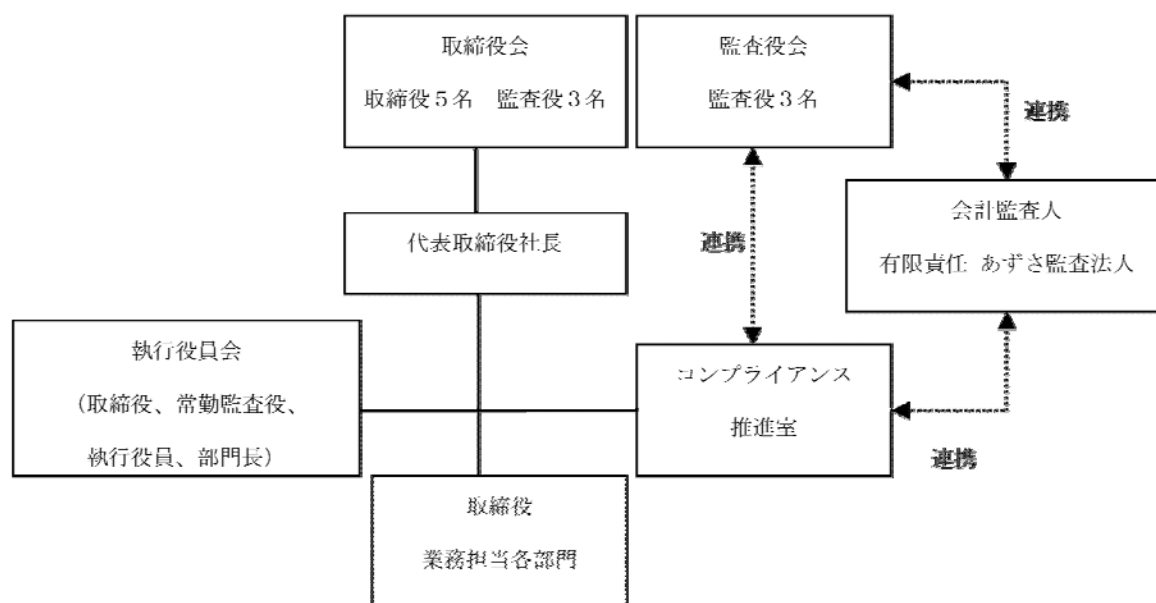 取締役会
取締役５名　監査役３名
監査役会
監査役３名
連携
会計監査人
有限責任 あずさ監査法人
代表取締役社長
連携
執行役員会
（取締役、常勤監査役、
執行役員、部門長）
コンプライアンス
推進室
連携
取締役
業務担当各部門